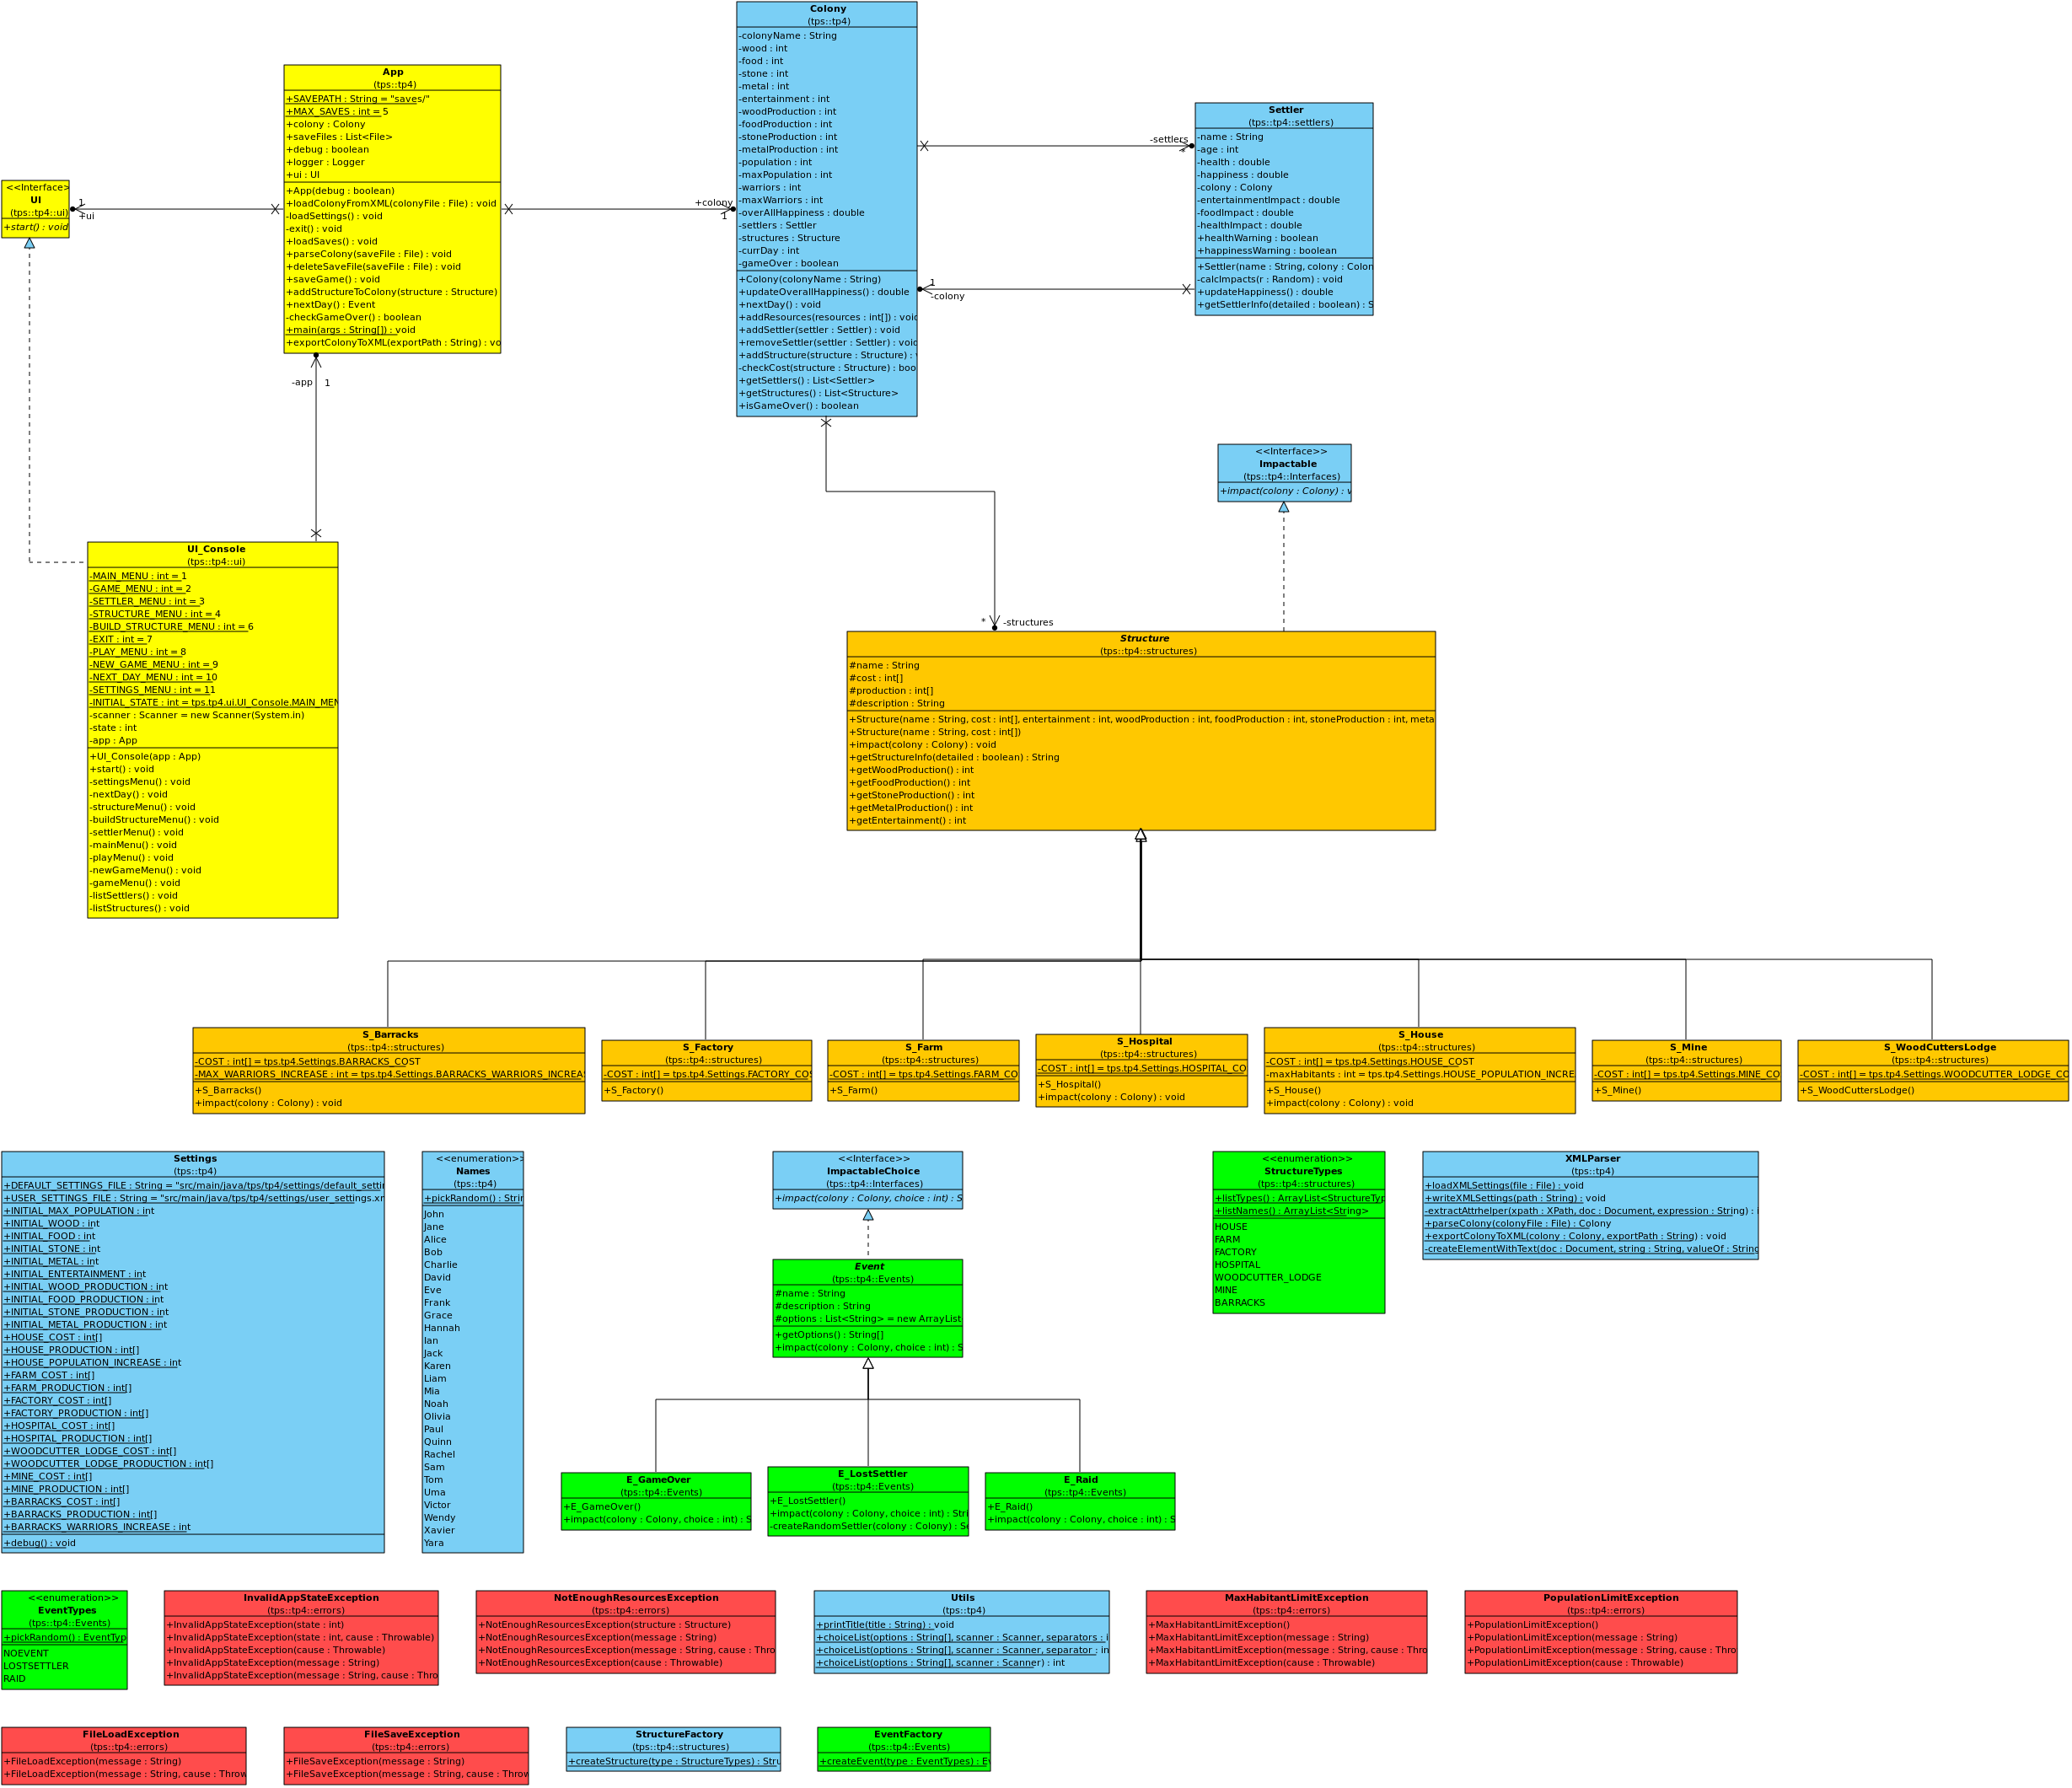 Colony
(tps::tp4)
-colonyName : String
-wood : int
-food : int
-stone : int
-metal : int
-entertainment : int
-woodProduction : int
-foodProduction : int
-stoneProduction : int
-metalProduction : int
-population : int
-maxPopulation : int
-warriors : int
-maxWarriors : int
-overAllHappiness : double
-settlers : Settler
-structures : Structure
-currDay : int
-gameOver : boolean
+Colony(colonyName : String)
+updateOverallHappiness() : double
+nextDay() : void
+addResources(resources : int[]) : void
+addSettler(settler : Settler) : void
+removeSettler(settler : Settler) : void
+addStructure(structure : Structure) : v
-checkCost(structure : Structure) : boo
+getSettlers() : List<Settler>
+getStructures() : List<Structure>
+isGameOver() : boolean
App
(tps::tp4)
+SAVEPATH : String = "saves/"
+MAX_SAVES : int = 5
+colony : Colony
+saveFiles : List<File>
+debug : boolean
+logger : Logger
+ui : UI
+App(debug : boolean)
+loadColonyFromXML(colonyFile : File) : void
-loadSettings() : void
-exit() : void
+loadSaves() : void
+parseColony(saveFile : File) : void
+deleteSaveFile(saveFile : File) : void
+saveGame() : void
+addStructureToColony(structure : Structure)
+nextDay() : Event
-checkGameOver() : boolean
+main(args : String[]) : void
+exportColonyToXML(exportPath : String) : vo
Settler
(tps::tp4::settlers)
-name : String
-age : int
-health : double
-happiness : double
-colony : Colony
-entertainmentImpact : double
-foodImpact : double
-healthImpact : double
+healthWarning : boolean
+happinessWarning : boolean
+Settler(name : String, colony : Colon
-calcImpacts(r : Random) : void
+updateHappiness() : double
+getSettlerInfo(detailed : boolean) : S
-settlers
*
1
-colony
+colony
1
<<Interface>
UI
(tps::tp4::ui)
+start() : void
1
+ui
-app
1
<<Interface>>
Impactable
(tps::tp4::Interfaces)
+impact(colony : Colony) : v
UI_Console
(tps::tp4::ui)
-MAIN_MENU : int = 1
-GAME_MENU : int = 2
-SETTLER_MENU : int = 3
-STRUCTURE_MENU : int = 4
-BUILD_STRUCTURE_MENU : int = 6
-EXIT : int = 7
-PLAY_MENU : int = 8
-NEW_GAME_MENU : int = 9
-NEXT_DAY_MENU : int = 10
-SETTINGS_MENU : int = 11
-INITIAL_STATE : int = tps.tp4.ui.UI_Console.MAIN_MEN
-scanner : Scanner = new Scanner(System.in)
-state : int
-app : App
+UI_Console(app : App)
+start() : void
-settingsMenu() : void
-nextDay() : void
-structureMenu() : void
-buildStructureMenu() : void
-settlerMenu() : void
-mainMenu() : void
-playMenu() : void
-newGameMenu() : void
-gameMenu() : void
-listSettlers() : void
-listStructures() : void
*
-structures
Structure
(tps::tp4::structures)
#name : String
#cost : int[]
#production : int[]
#description : String
+Structure(name : String, cost : int[], entertainment : int, woodProduction : int, foodProduction : int, stoneProduction : int, meta
+Structure(name : String, cost : int[])
+impact(colony : Colony) : void
+getStructureInfo(detailed : boolean) : String
+getWoodProduction() : int
+getFoodProduction() : int
+getStoneProduction() : int
+getMetalProduction() : int
+getEntertainment() : int
S_Barracks
(tps::tp4::structures)
-COST : int[] = tps.tp4.Settings.BARRACKS_COST
-MAX_WARRIORS_INCREASE : int = tps.tp4.Settings.BARRACKS_WARRIORS_INCREAS
+S_Barracks()
+impact(colony : Colony) : void
S_Factory
(tps::tp4::structures)
-COST : int[] = tps.tp4.Settings.FACTORY_COS
+S_Factory()
S_Farm
(tps::tp4::structures)
-COST : int[] = tps.tp4.Settings.FARM_CO
+S_Farm()
S_Hospital
(tps::tp4::structures)
-COST : int[] = tps.tp4.Settings.HOSPITAL_CO
+S_Hospital()
+impact(colony : Colony) : void
S_House
(tps::tp4::structures)
-COST : int[] = tps.tp4.Settings.HOUSE_COST
-maxHabitants : int = tps.tp4.Settings.HOUSE_POPULATION_INCRE
+S_House()
+impact(colony : Colony) : void
S_Mine
(tps::tp4::structures)
-COST : int[] = tps.tp4.Settings.MINE_CO
+S_Mine()
S_WoodCuttersLodge
(tps::tp4::structures)
-COST : int[] = tps.tp4.Settings.WOODCUTTER_LODGE_CO
+S_WoodCuttersLodge()
Settings
(tps::tp4)
+DEFAULT_SETTINGS_FILE : String = "src/main/java/tps/tp4/settings/default_settin
+USER_SETTINGS_FILE : String = "src/main/java/tps/tp4/settings/user_settings.xm
+INITIAL_MAX_POPULATION : int
+INITIAL_WOOD : int
+INITIAL_FOOD : int
+INITIAL_STONE : int
+INITIAL_METAL : int
+INITIAL_ENTERTAINMENT : int
+INITIAL_WOOD_PRODUCTION : int
+INITIAL_FOOD_PRODUCTION : int
+INITIAL_STONE_PRODUCTION : int
+INITIAL_METAL_PRODUCTION : int
+HOUSE_COST : int[]
+HOUSE_PRODUCTION : int[]
+HOUSE_POPULATION_INCREASE : int
+FARM_COST : int[]
+FARM_PRODUCTION : int[]
+FACTORY_COST : int[]
+FACTORY_PRODUCTION : int[]
+HOSPITAL_COST : int[]
+HOSPITAL_PRODUCTION : int[]
+WOODCUTTER_LODGE_COST : int[]
+WOODCUTTER_LODGE_PRODUCTION : int[]
+MINE_COST : int[]
+MINE_PRODUCTION : int[]
+BARRACKS_COST : int[]
+BARRACKS_PRODUCTION : int[]
+BARRACKS_WARRIORS_INCREASE : int
+debug() : void
<<enumeration>>
Names
(tps::tp4)
+pickRandom() : Strin
John
Jane
Alice
Bob
Charlie
David
Eve
Frank
Grace
Hannah
Ian
Jack
Karen
Liam
Mia
Noah
Olivia
Paul
Quinn
Rachel
Sam
Tom
Uma
Victor
Wendy
Xavier
Yara
<<Interface>>
ImpactableChoice
(tps::tp4::Interfaces)
+impact(colony : Colony, choice : int) : S
Event
(tps::tp4::Events)
#name : String
#description : String
#options : List<String> = new ArrayList
+getOptions() : String[]
+impact(colony : Colony, choice : int) : S
E_GameOver
(tps::tp4::Events)
+E_GameOver()
+impact(colony : Colony, choice : int) : S
E_LostSettler
(tps::tp4::Events)
+E_LostSettler()
+impact(colony : Colony, choice : int) : Stri
-createRandomSettler(colony : Colony) : Se
E_Raid
(tps::tp4::Events)
+E_Raid()
+impact(colony : Colony, choice : int) : S
<<enumeration>>
StructureTypes
(tps::tp4::structures)
+listTypes() : ArrayList<StructureTyp
+listNames() : ArrayList<String>
HOUSE
FARM
FACTORY
HOSPITAL
WOODCUTTER_LODGE
MINE
BARRACKS
XMLParser
(tps::tp4)
+loadXMLSettings(file : File) : void
+writeXMLSettings(path : String) : void
-extractAttrhelper(xpath : XPath, doc : Document, expression : String) : i
+parseColony(colonyFile : File) : Colony
+exportColonyToXML(colony : Colony, exportPath : String) : void
-createElementWithText(doc : Document, string : String, valueOf : String
<<enumeration>>
EventTypes
(tps::tp4::Events)
+pickRandom() : EventTyp
NOEVENT
LOSTSETTLER
RAID
InvalidAppStateException
(tps::tp4::errors)
+InvalidAppStateException(state : int)
+InvalidAppStateException(state : int, cause : Throwable)
+InvalidAppStateException(cause : Throwable)
+InvalidAppStateException(message : String)
+InvalidAppStateException(message : String, cause : Throw
NotEnoughResourcesException
(tps::tp4::errors)
+NotEnoughResourcesException(structure : Structure)
+NotEnoughResourcesException(message : String)
+NotEnoughResourcesException(message : String, cause : Throw
+NotEnoughResourcesException(cause : Throwable)
Utils
(tps::tp4)
+printTitle(title : String) : void
+choiceList(options : String[], scanner : Scanner, separators : i
+choiceList(options : String[], scanner : Scanner, separator : in
+choiceList(options : String[], scanner : Scanner) : int
MaxHabitantLimitException
(tps::tp4::errors)
+MaxHabitantLimitException()
+MaxHabitantLimitException(message : String)
+MaxHabitantLimitException(message : String, cause : Throw
+MaxHabitantLimitException(cause : Throwable)
PopulationLimitException
(tps::tp4::errors)
+PopulationLimitException()
+PopulationLimitException(message : String)
+PopulationLimitException(message : String, cause : Throw
+PopulationLimitException(cause : Throwable)
FileLoadException
(tps::tp4::errors)
+FileLoadException(message : String)
+FileLoadException(message : String, cause : Throw
FileSaveException
(tps::tp4::errors)
+FileSaveException(message : String)
+FileSaveException(message : String, cause : Throw
StructureFactory
(tps::tp4::structures)
+createStructure(type : StructureTypes) : Stru
EventFactory
(tps::tp4::Events)
+createEvent(type : EventTypes) : Ev